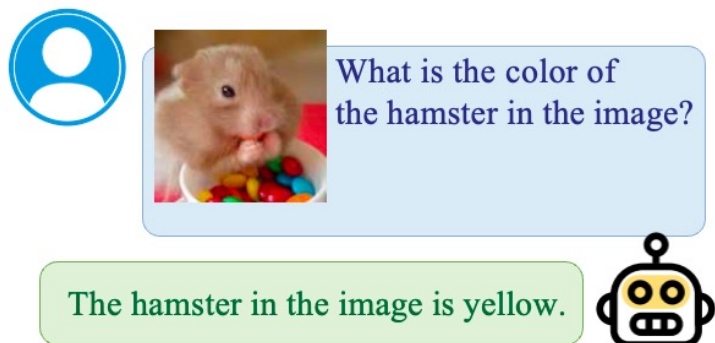 What is the color of
the hamster in the image?
The hamster in the image is yellow.